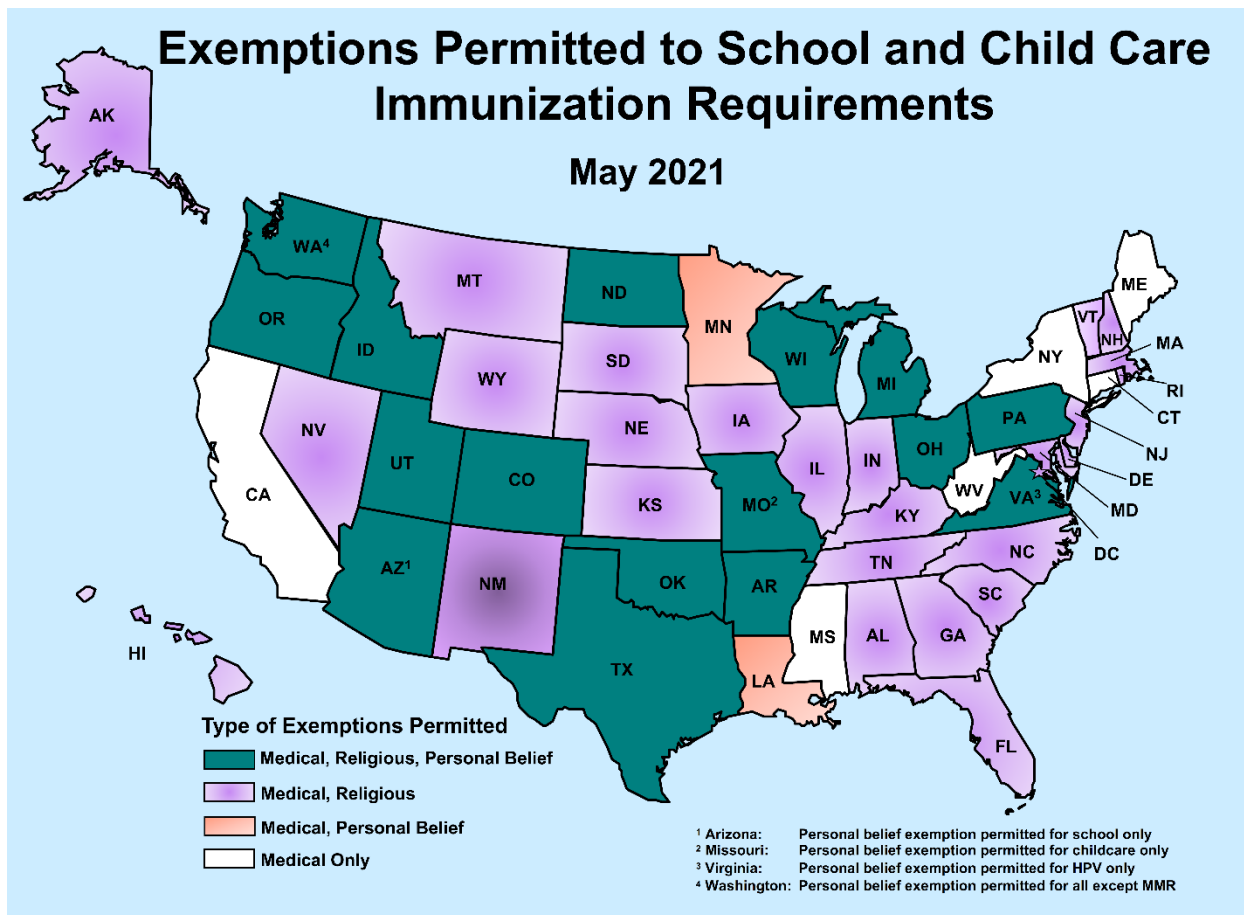 Exemptions Permitted to School and Child Care
Immunization Requirements
May 2021
AK
WA⁴
MT
ND
MN
ME
OR
ID
WY
SD
WI
MI
NY
VT
NH
MA
RI
CT
NV
UT
CO
NE
IA
IL
IN
OH
PA
NJ
DE
MD
DC
CA
KS
MO²
KY
WV
VA³
AZ¹
NM
OK
AR
TN
NC
SC
HI
TX
LA
MS
AL
GA
FL
Type of Exemptions Permitted
Medical, Religious, Personal Belief
Medical, Religious
Medical, Personal Belief
Medical Only
¹ Arizona: Personal belief exemption permitted for school only
² Missouri: Personal belief exemption permitted for childcare only
³ Virginia: Personal belief exemption permitted for HPV only
⁴ Washington: Personal belief exemption permitted for all except MMR